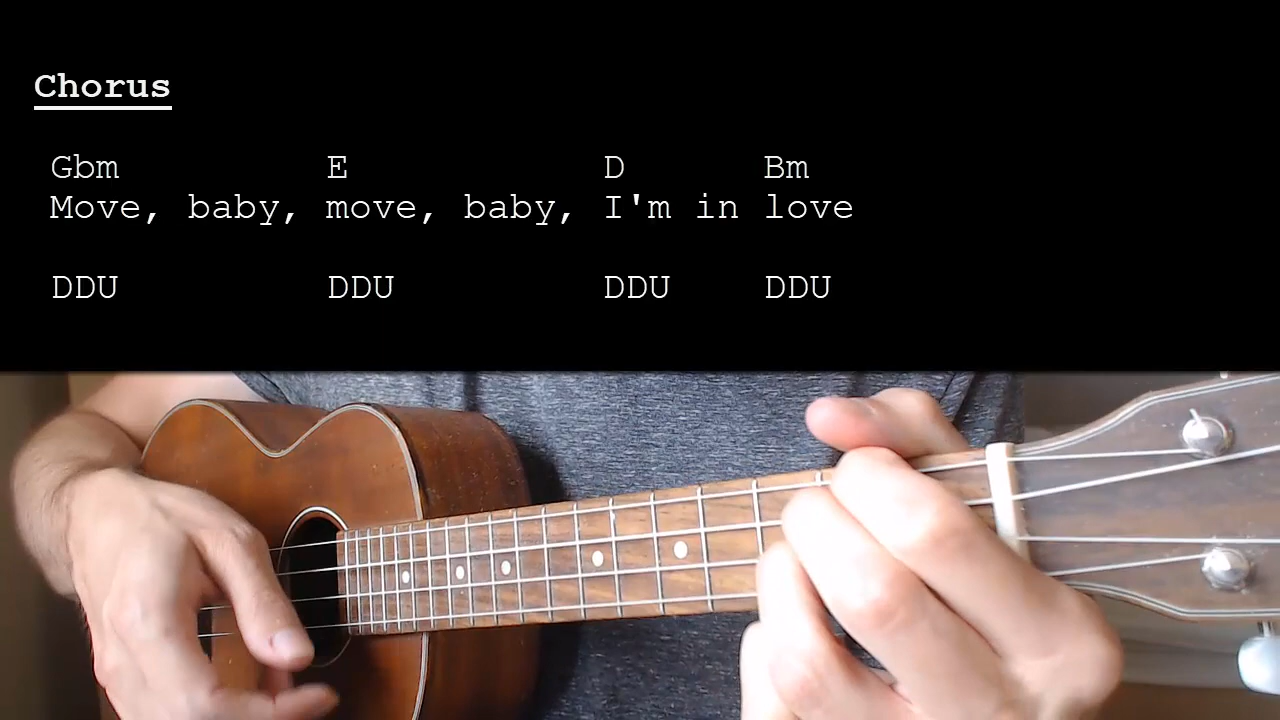 Chorus
Gbm E D Bm
Move, baby, move, baby, I'm in love
DDU DDU DDU DDU